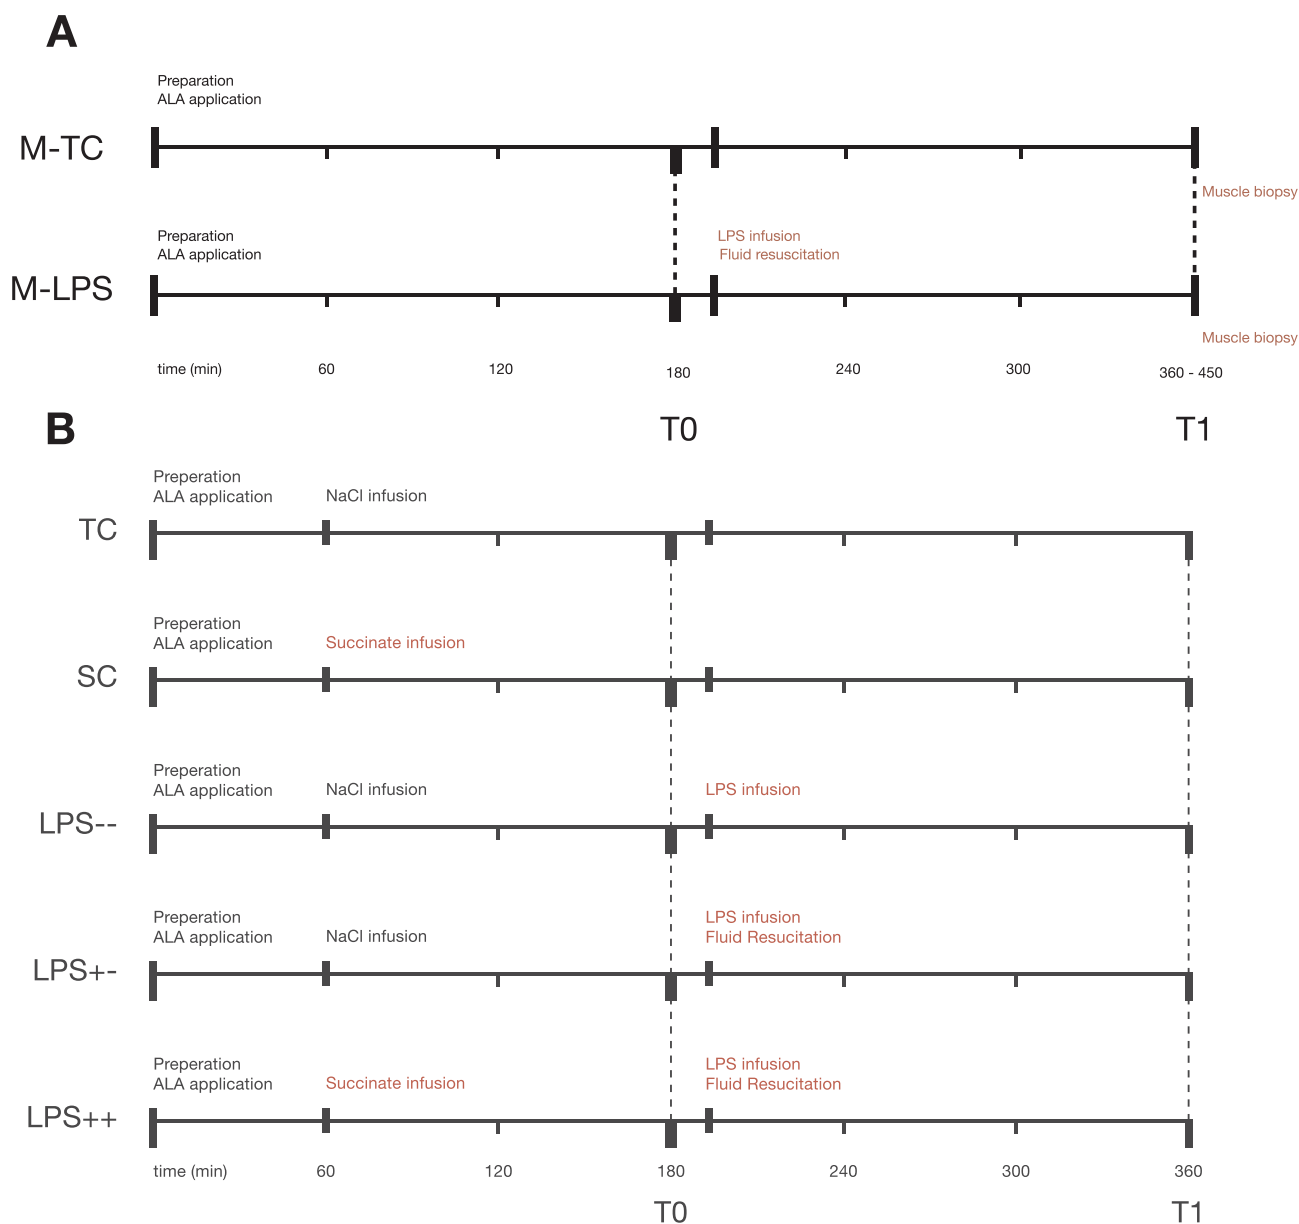 A
Preparation
ALA application
M-TC
Muscle biopsy
Preparation
ALA application
LPS infusion
Fluid resuscitation
M-LPS
Muscle biopsy
time (min) 60 120 180 240 300 360 - 450
T0 T1
B
Preperation
ALA application NaCl infusion
TC
Preperation
ALA application Succinate infusion
SC
Preperation
ALA application NaCl infusion LPS infusion
LPS--
Preperation LPS infusion
ALA application NaCl infusion Fluid Resucitation
LPS+-
Preperation LPS infusion
ALA application Succinate infusion Fluid Resucitation
LPS++
time (min) 60 120 180 240 300 360
T0 T1